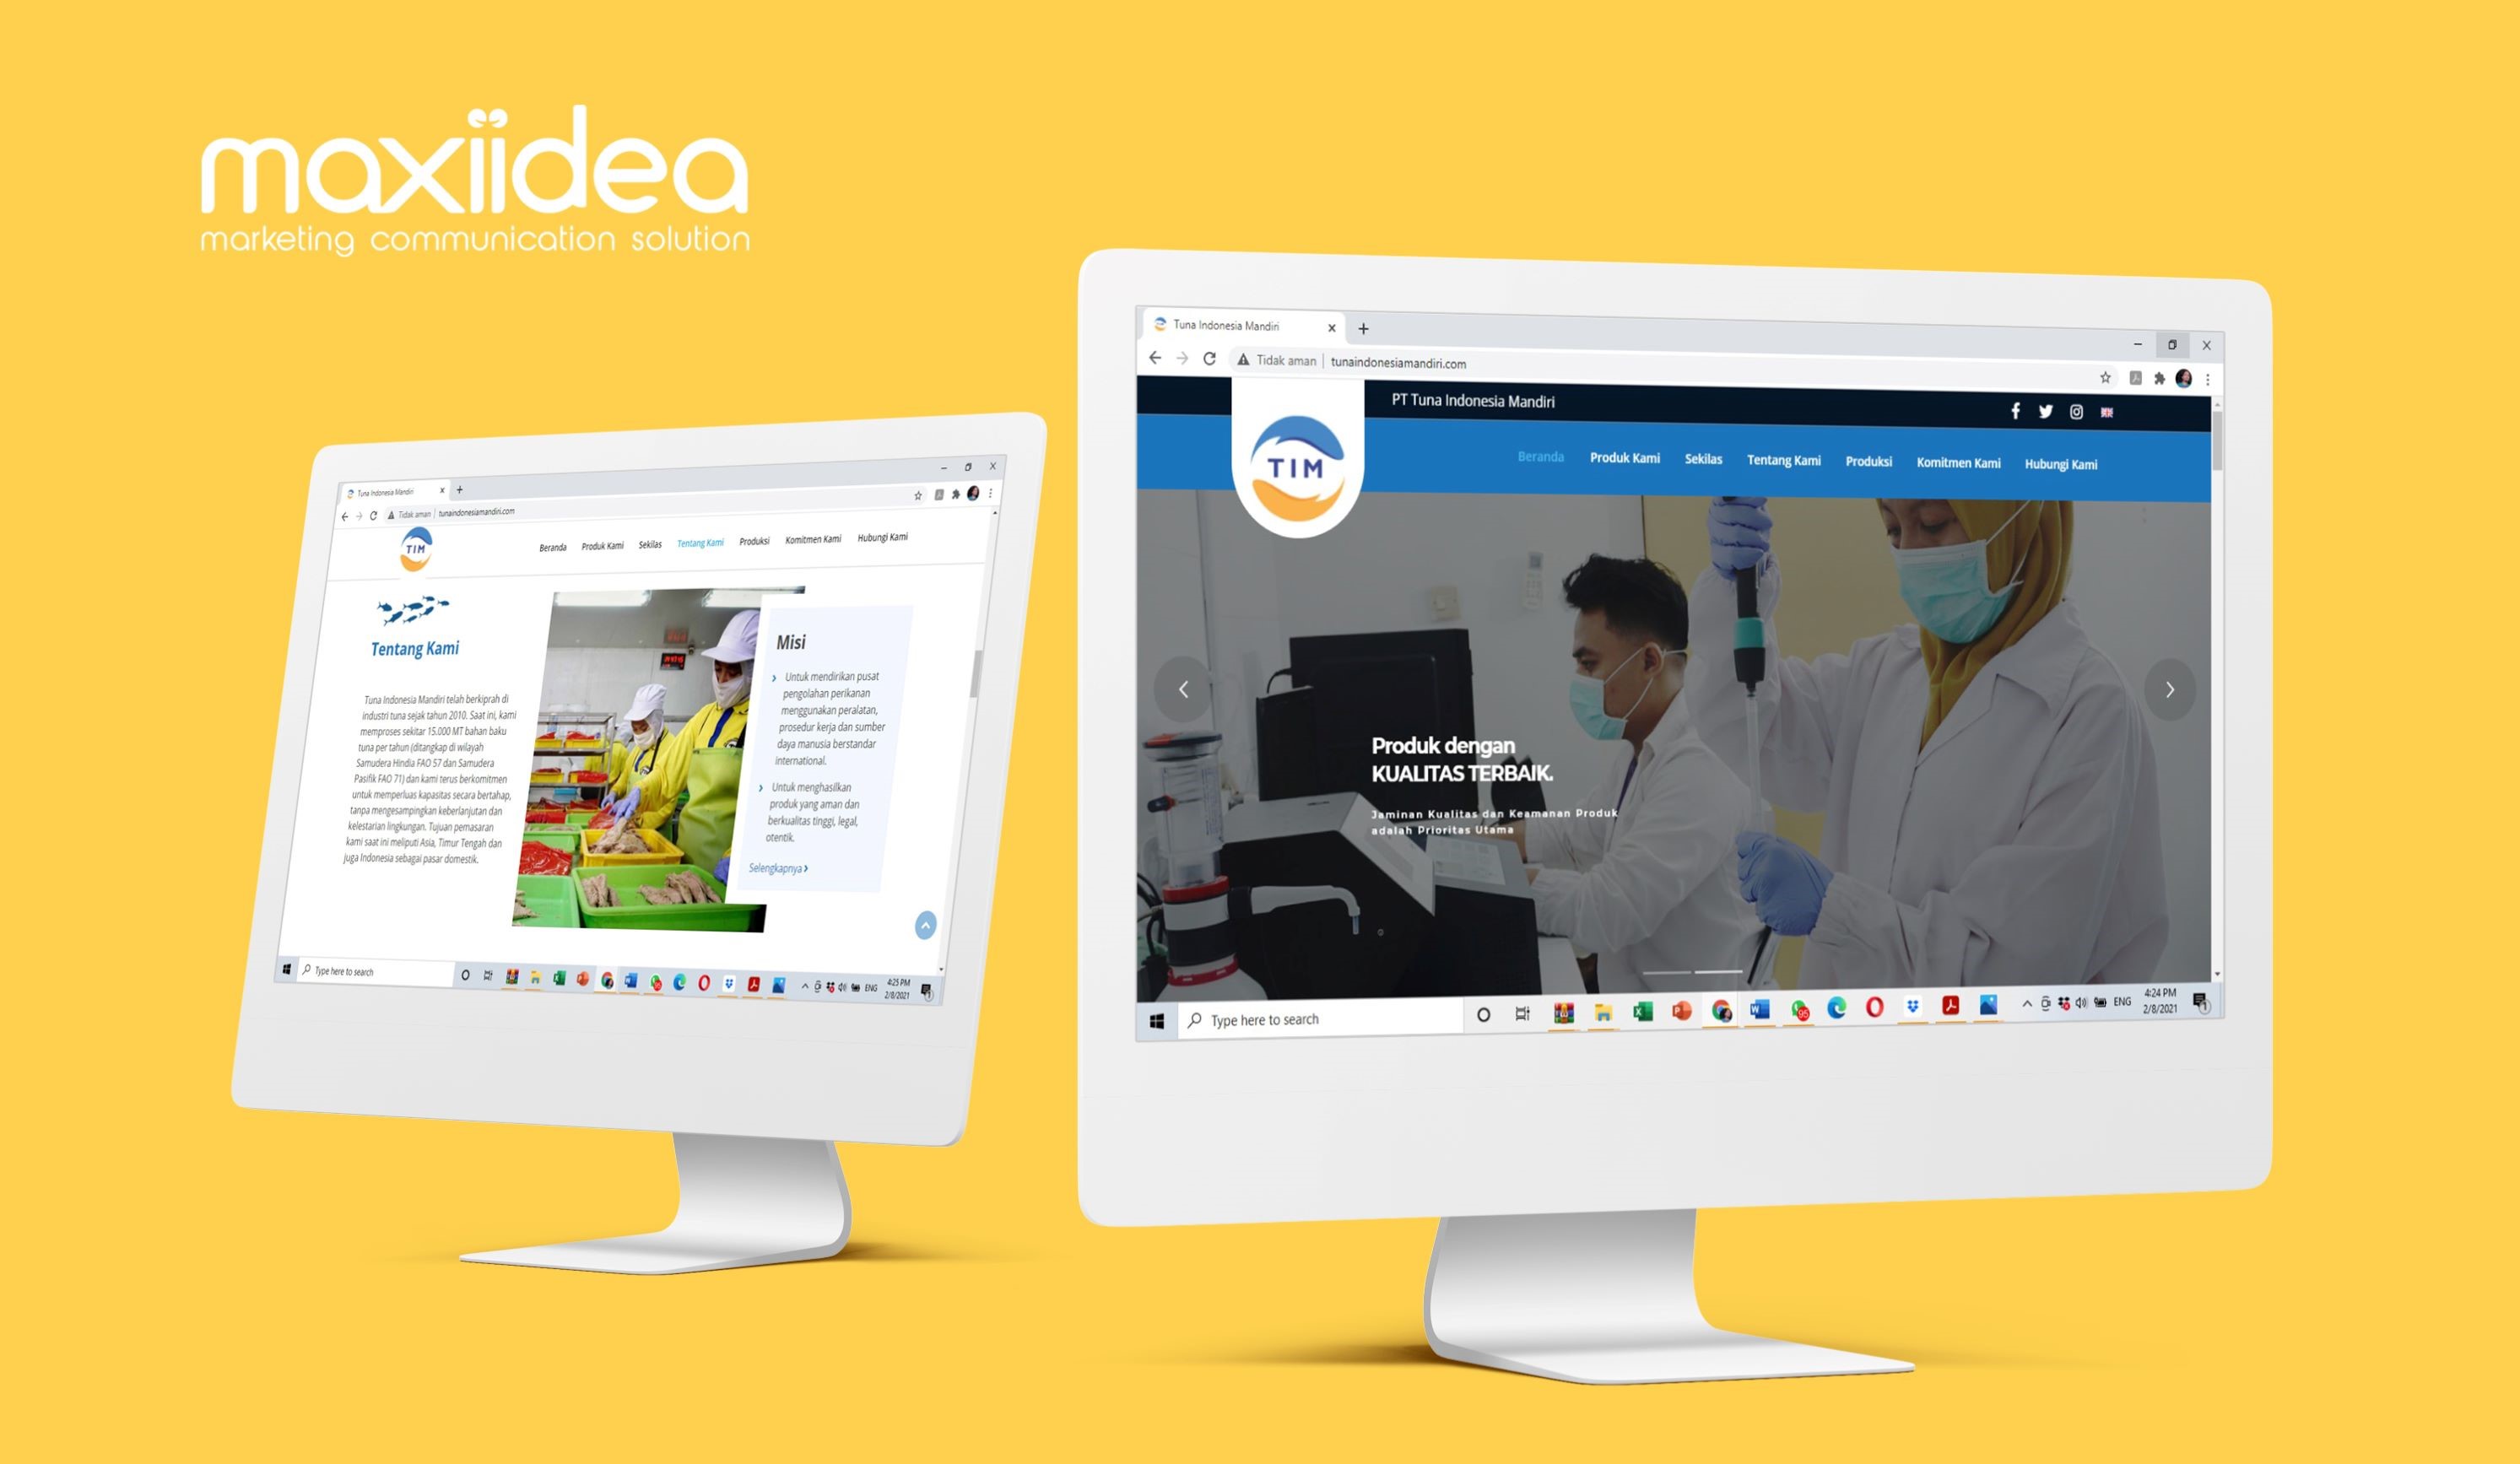 maxiidea
marketing communication solution
Tuna Indonesia Mandiri
Tidak aman | tunaindonesiamandiri.com
TIM
Beranda Produk Kami Sekilas Tentang Kami Produksi Komitmen Kami Hubungi Kami
Tentang Kami
Tuna Indonesia Mandiri telah berkiprah di
industri tuna sejak tahun 2010. Saat ini, kami
memproses sekitar 15.000 MT bahan baku
tuna per tahun (ditangkap di wilayah
Samudera Hindia FAO 57 dan Samudera
Pasifik FAO 71) dan kami terus berkomitmen
untuk memperluas kapasitas secara bertahap,
tanpa mengesampingkan keberlanjutan dan
kelestarian lingkungan. Tujuan pemasaran
kami saat ini meliputi Asia, Timur Tengah dan
juga Indonesia sebagai pasar domestik.
Misi
Untuk mendirikan pusat
pengolahan perikanan
menggunakan peralatan,
prosedur kerja dan sumber
daya manusia berstandar
international.
Untuk menghasilkan
produk yang aman dan
berkualitas tinggi, legal,
otentik.
Selengkapnya
Type here to search
ENG
4:25 PM
2/8/2021
Tuna Indonesia Mandiri
Tidak aman | tunaindonesiamandiri.com
PT Tuna Indonesia Mandiri
TIM
Beranda Produk Kami Sekilas Tentang Kami Produksi Komitmen Kami Hubungi Kami
Produk dengan
KUALITAS TERBAIK.
Jaminan Kualitas dan Keamanan Produk
adalah Prioritas Utama
Type here to search
95
ENG
4:24 PM
2/8/2021